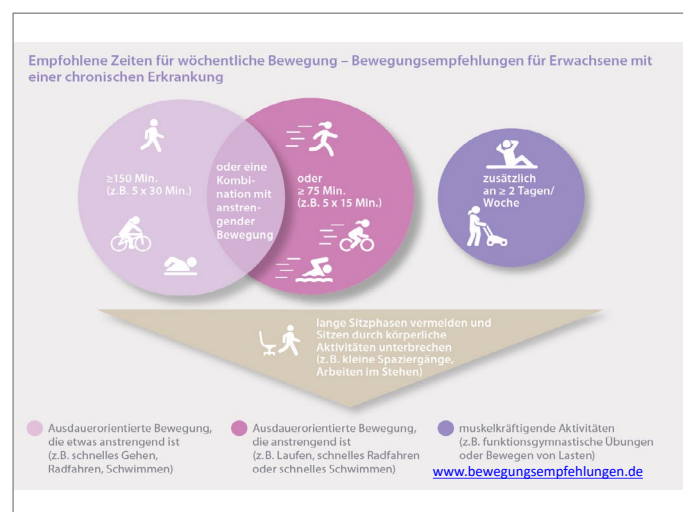 Empfohlene Zeiten für wöchentliche Bewegung – Bewegungsempfehlungen für Erwachsene mit
einer chronischen Erkrankung
≥150 Min.
(z.B. 5 x 30 Min.)
oder eine
Kombi-
nation mit
anstren-
gender
Bewegung
oder
≥ 75 Min.
(z.B. 5 x 15 Min.)
zusätzlich
an ≥ 2 Tagen/
Woche
lange Sitzphasen vermeiden und
Sitzen durch körperliche
Aktivitäten unterbrechen
(z.B. kleine Spaziergänge,
Arbeiten im Stehen)
Ausdauerorientierte Bewegung,
die etwas anstrengend ist
(z.B. schnelles Gehen,
Radfahren, Schwimmen)
Ausdauerorientierte Bewegung,
die anstrengend ist
(z.B. Laufen, schnelles Radfahren
oder schnelles Schwimmen)
muskelkräftigende Aktivitäten
(z.B. funktionsgymnastische Übungen
oder Bewegen von Lasten)
www.bewegungsempfehlungen.de